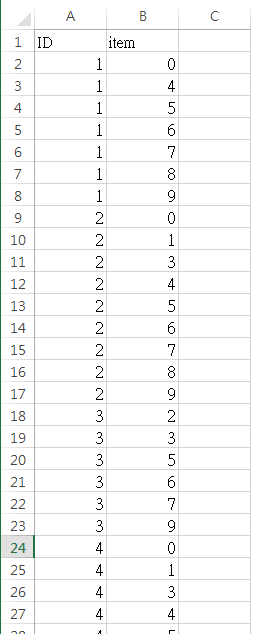 A B C
1 ID item
2 1 0
3 1 4
4 1 5
5 1 6
6 1 7
7 1 8
8 1 9
9 2 0
10 2 1
11 2 3
12 2 4
13 2 5
14 2 6
15 2 7
16 2 8
17 2 9
18 3 2
19 3 3
20 3 5
21 3 6
22 3 7
23 3 9
24 4 0
25 4 1
26 4 3
27 4 4
28 4 5